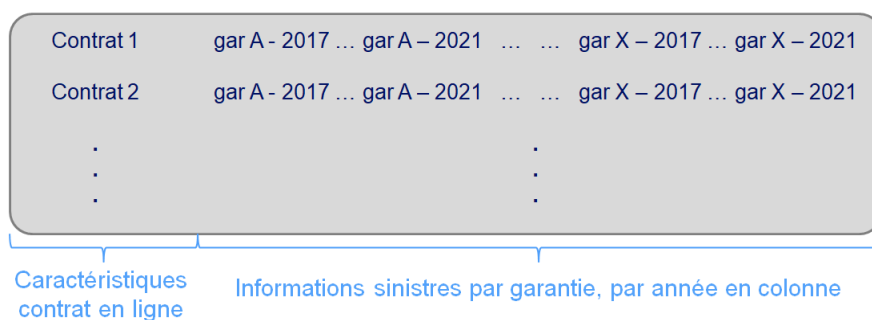 Contrat 1 gar A - 2017 ... gar A – 2021 ... ... gar X – 2017 ... gar X – 2021
Contrat 2 gar A - 2017 ... gar A – 2021 ... ... gar X – 2017 ... gar X – 2021
. .
. .
. .
Caractéristiques
contrat en ligne
Informations sinistres par garantie, par année en colonne